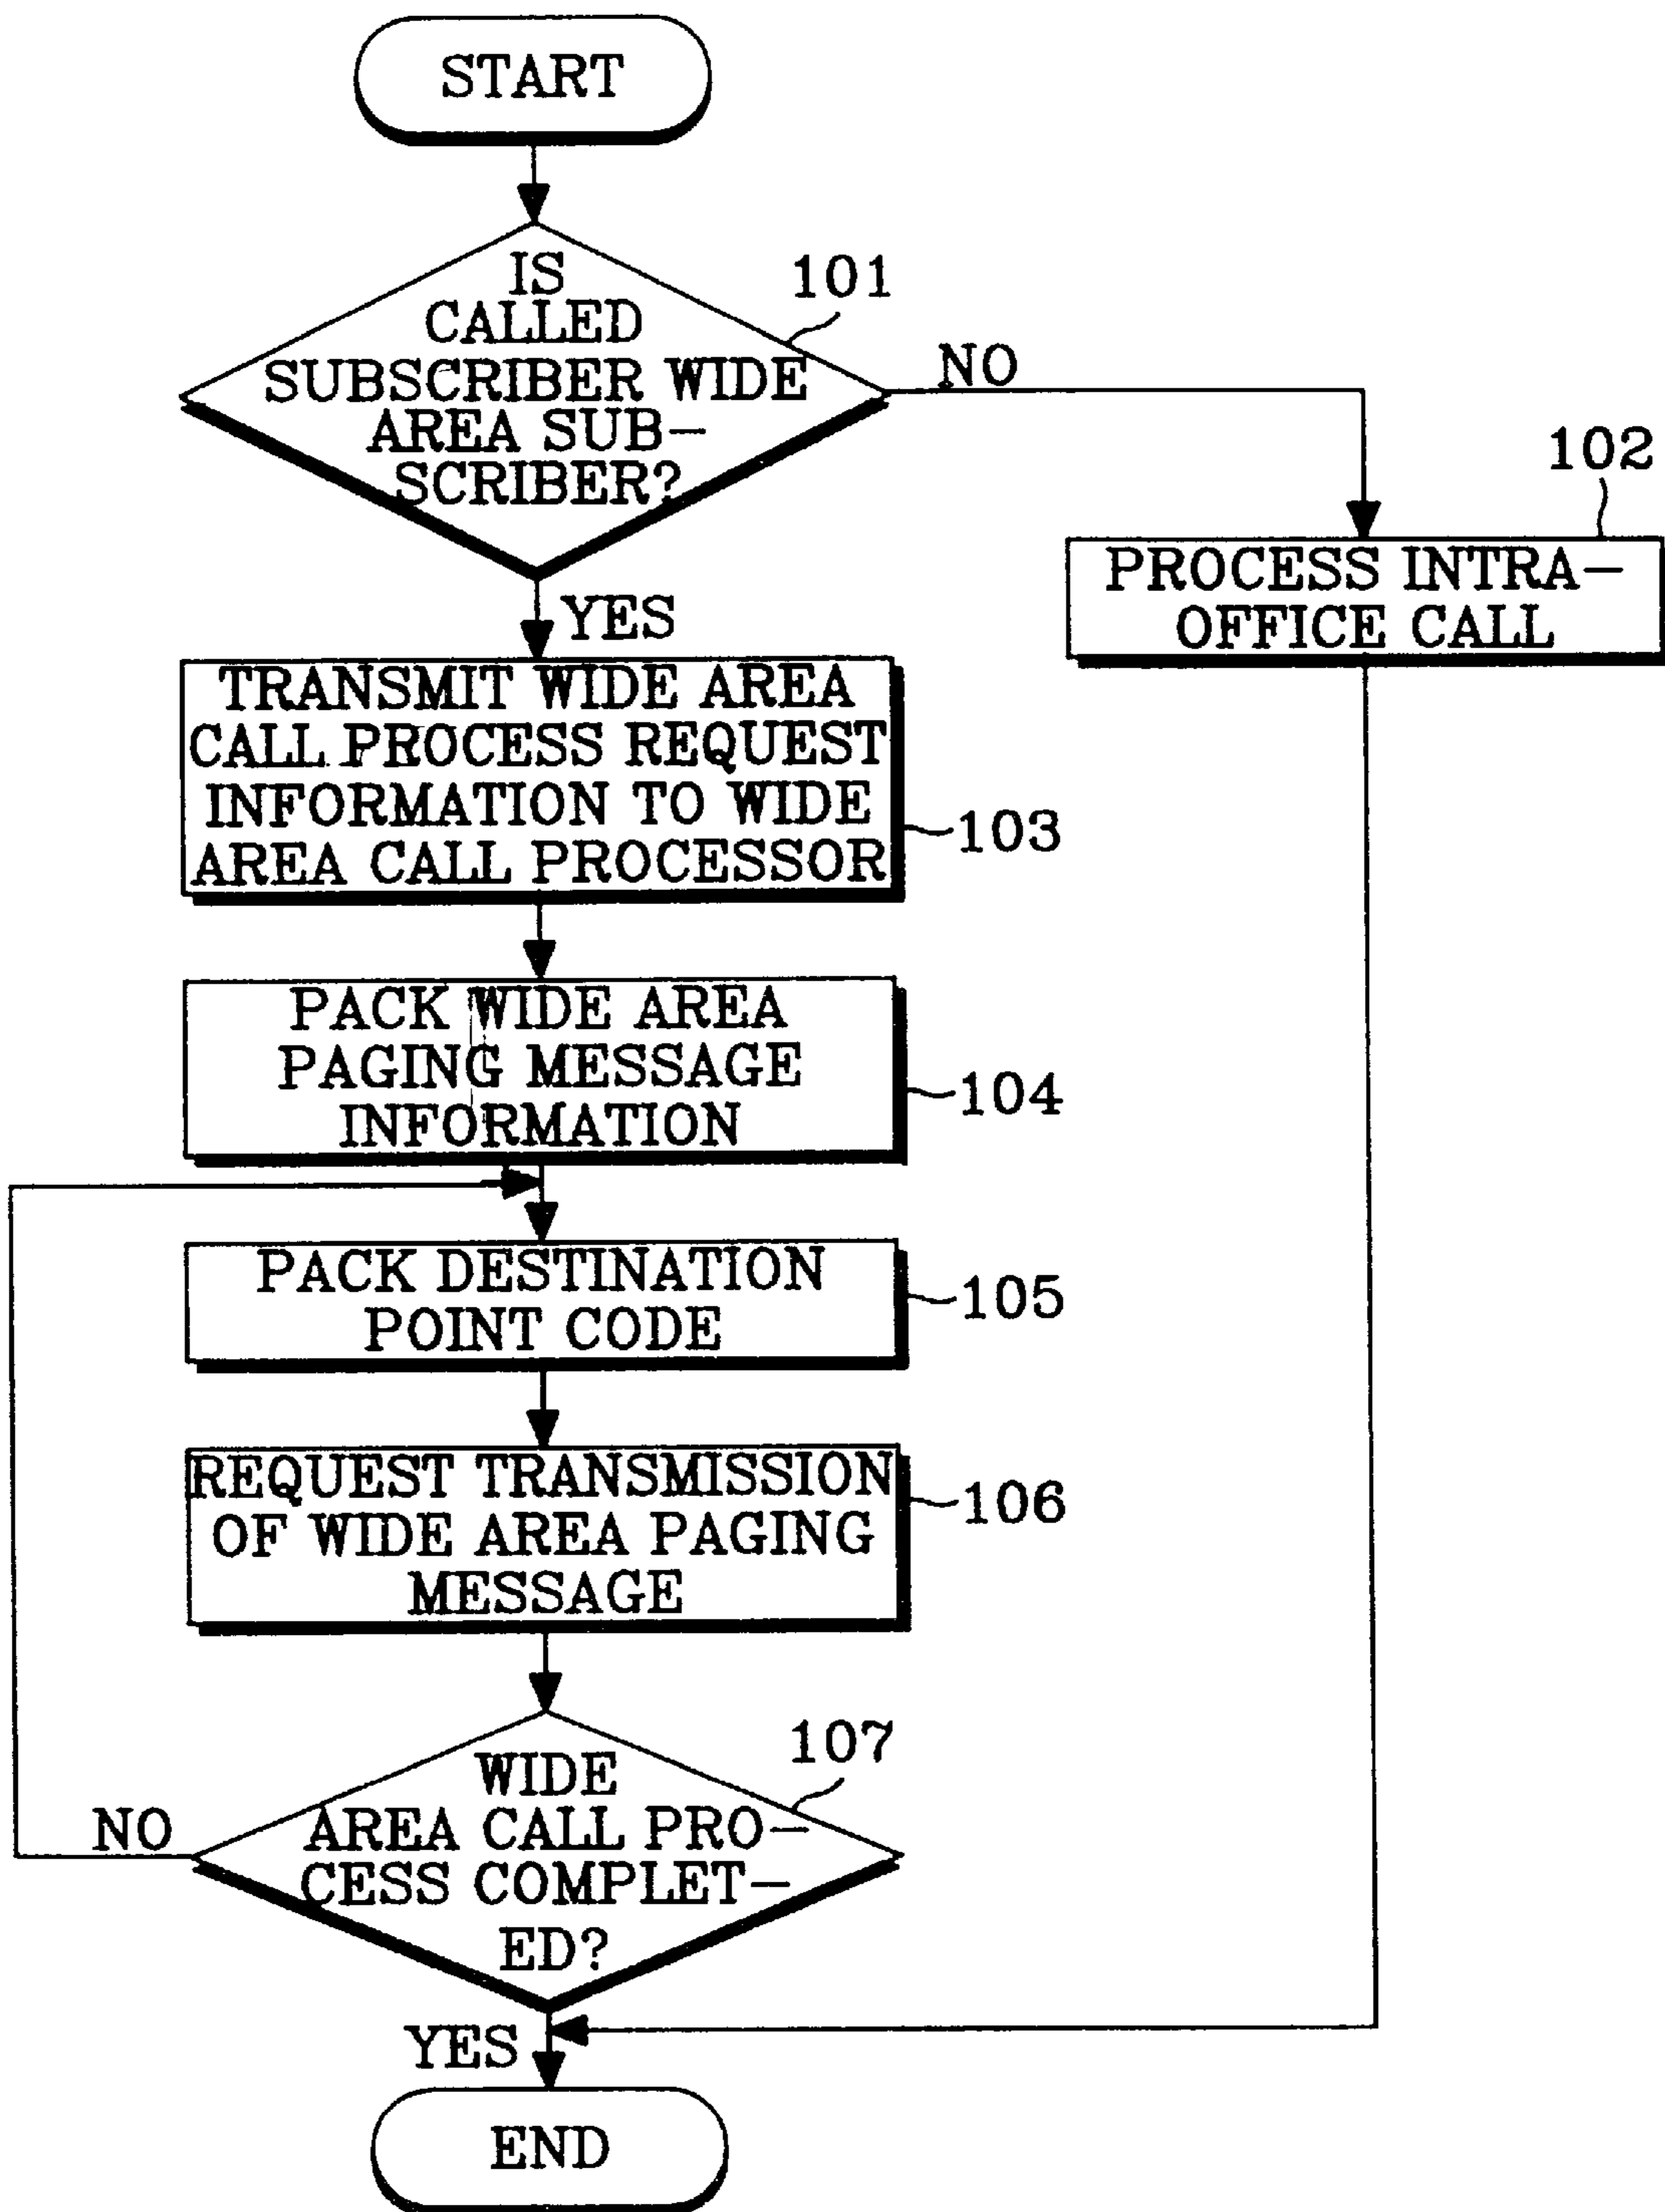 START
IS
CALLED
SUBSCRIBER WIDE
AREA SUB-
SCRIBER?
101
NO
YES
102
PROCESS INTRA-
OFFICE CALL
TRANSMIT WIDE AREA
CALL PROCESS REQUEST
INFORMATION TO WIDE
AREA CALL PROCESSOR
103
PACK WIDE AREA
PAGING MESSAGE
INFORMATION
104
PACK DESTINATION
POINT CODE
105
REQUEST TRANSMISSION
OF WIDE AREA PAGING
MESSAGE
106
WIDE
AREA CALL PRO-
CESS COMPLET-
ED?
107
NO
YES
END